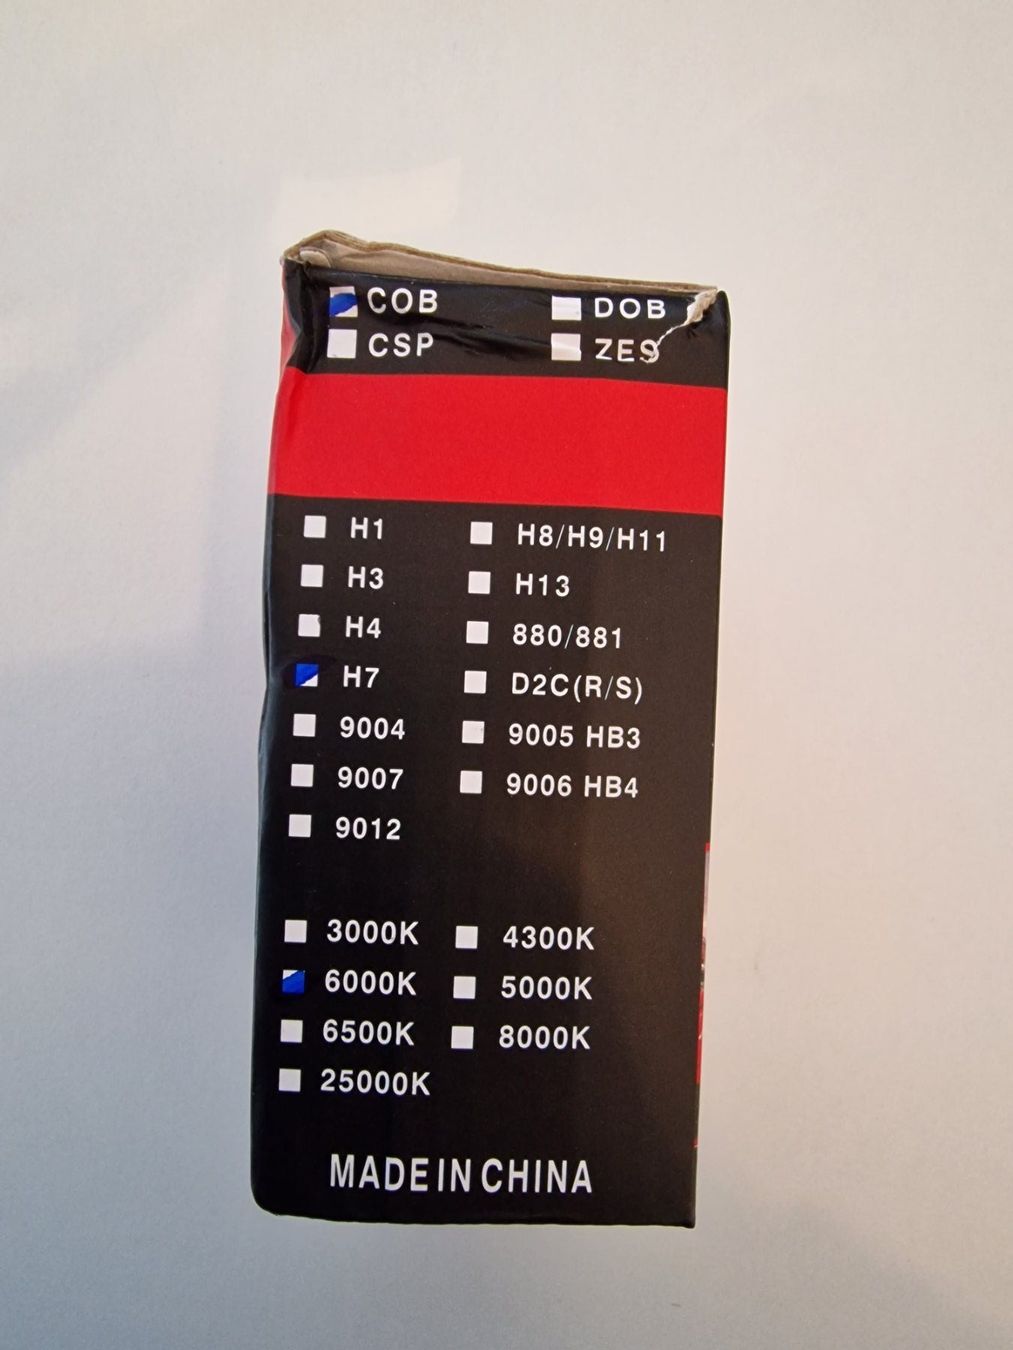 COB DOB
CSP ZES
H1 H8/H9/H11
H3 H13
H4 880/881
H7 D2C(R/S)
9004 9005 HB3
9007 9006 HB4
9012
3000K 4300K
6000K 5000K
6500K 8000K
25000K
MADE IN CHINA